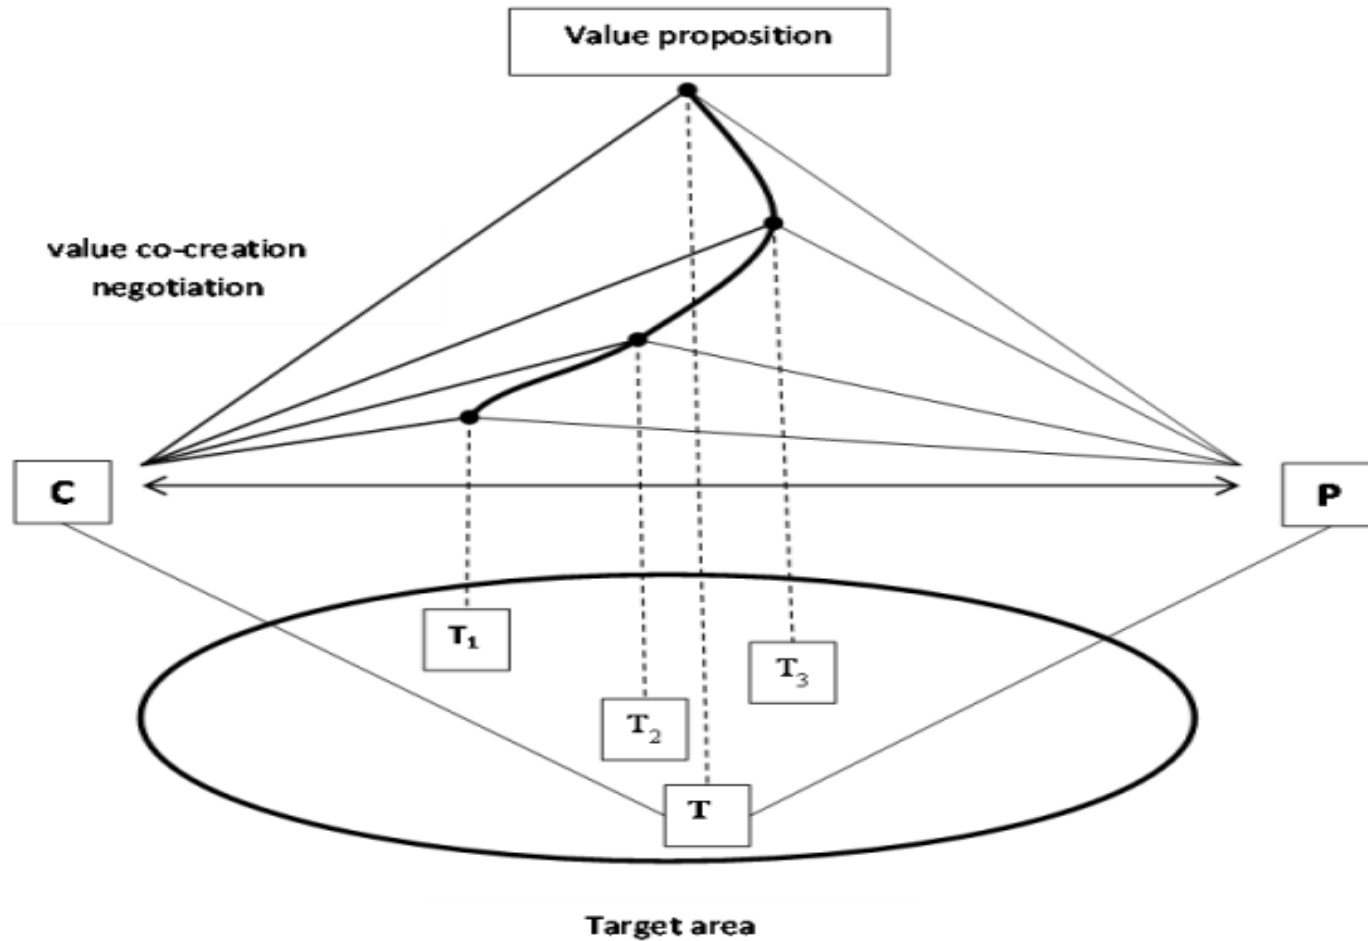 Value proposition
value co-creation
negotiation
C
P
T₁
T₃
T₂
T
Target area